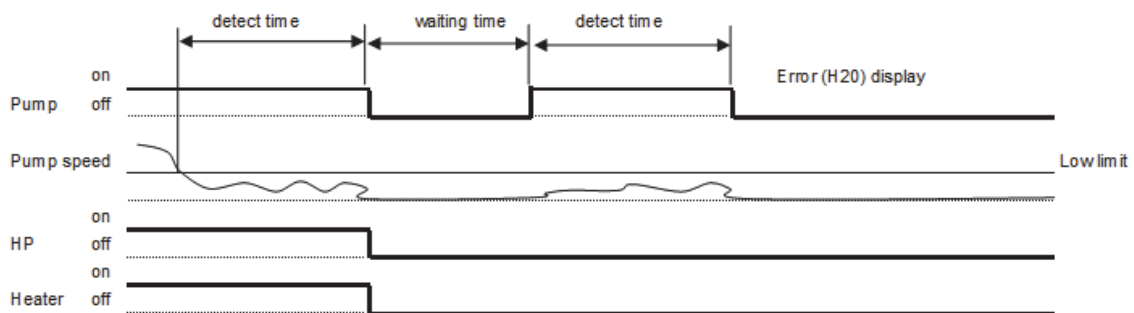 detect time waiting time detect time
on Error (H20) display
Pump off
Pump speed Low limit
on
HP off
on
Heater off